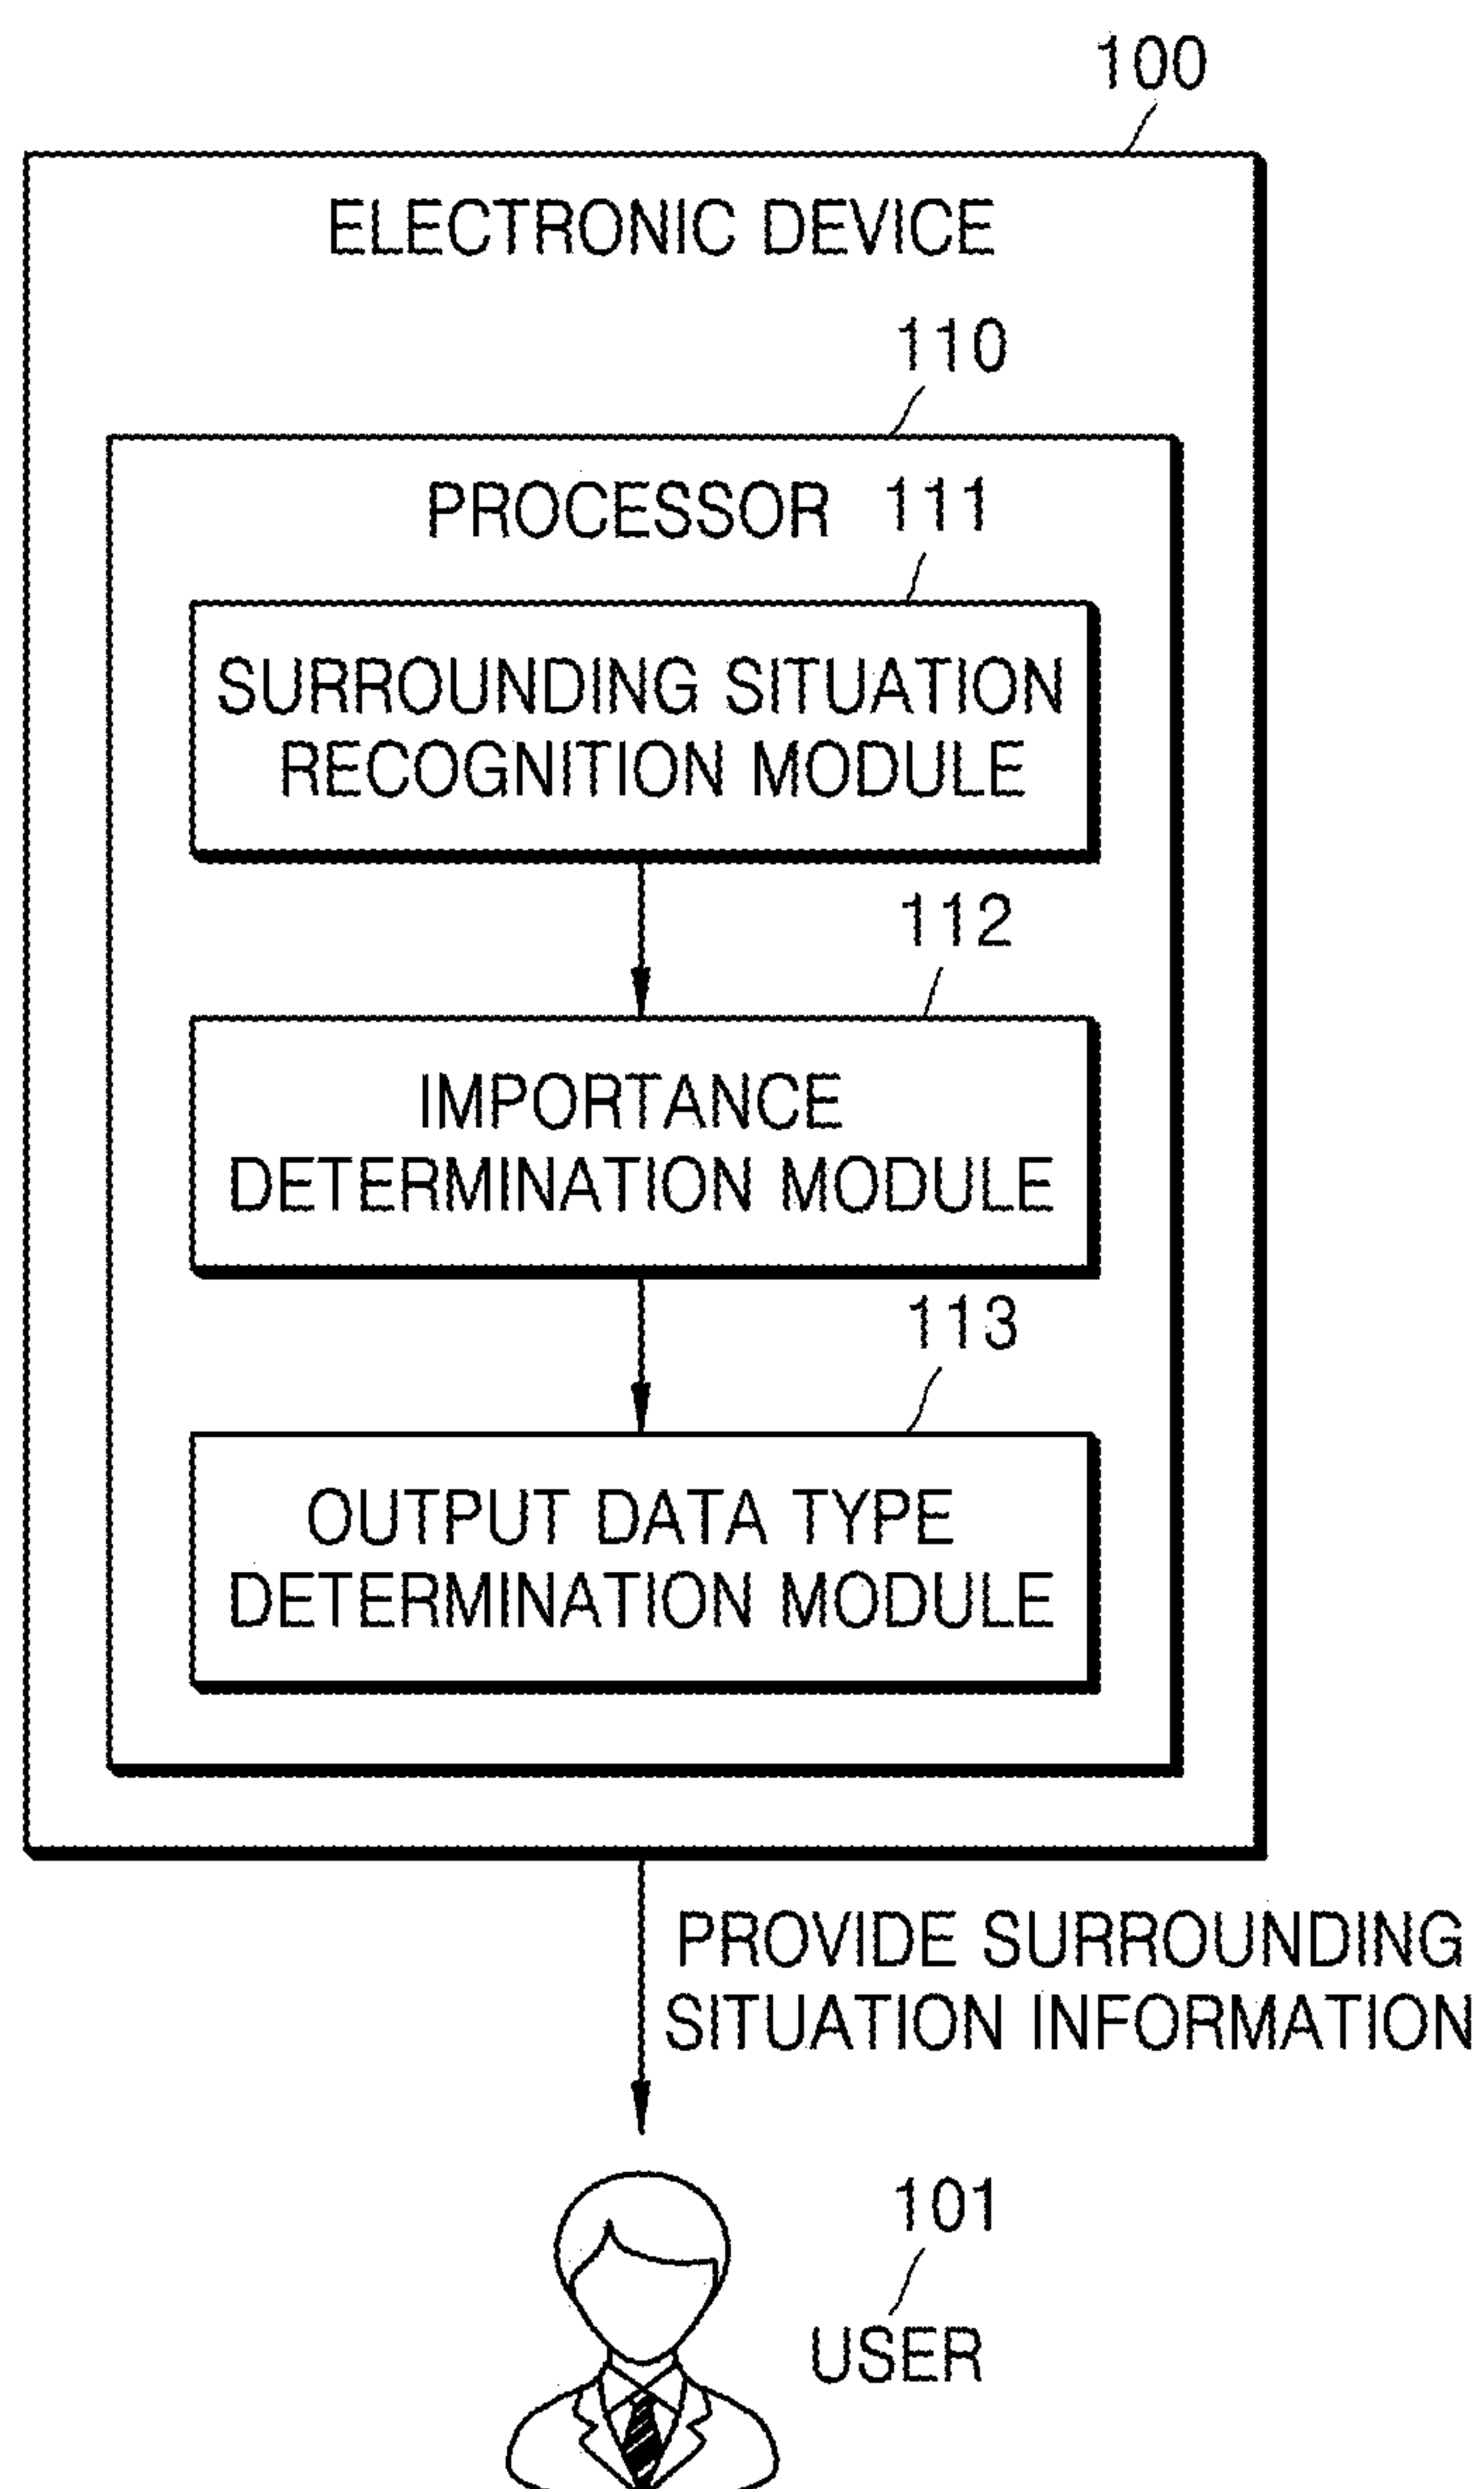 100
ELECTRONIC DEVICE
110
PROCESSOR 111
SURROUNDING SITUATION
RECOGNITION MODULE
112
IMPORTANCE
DETERMINATION MODULE
113
OUTPUT DATA TYPE
DETERMINATION MODULE
PROVIDE SURROUNDING
SITUATION INFORMATION
101
USER